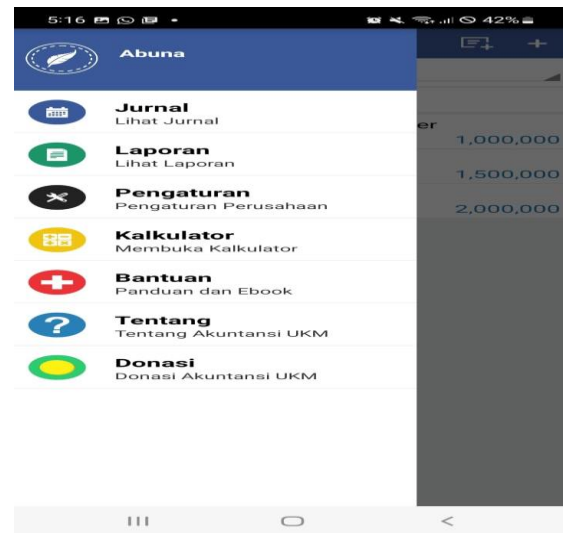 5:16
42%
Abuna
Jurnal
Lihat Jurnal
er
1,000,000
Laporan
Lihat Laporan
1,500,000
Pengaturan
Pengaturan Perusahaan
2,000,000
Kalkulator
Membuka Kalkulator
Bantuan
Panduan dan Ebook
Tentang
Tentang Akuntansi UKM
Donasi
Donasi Akuntansi UKM